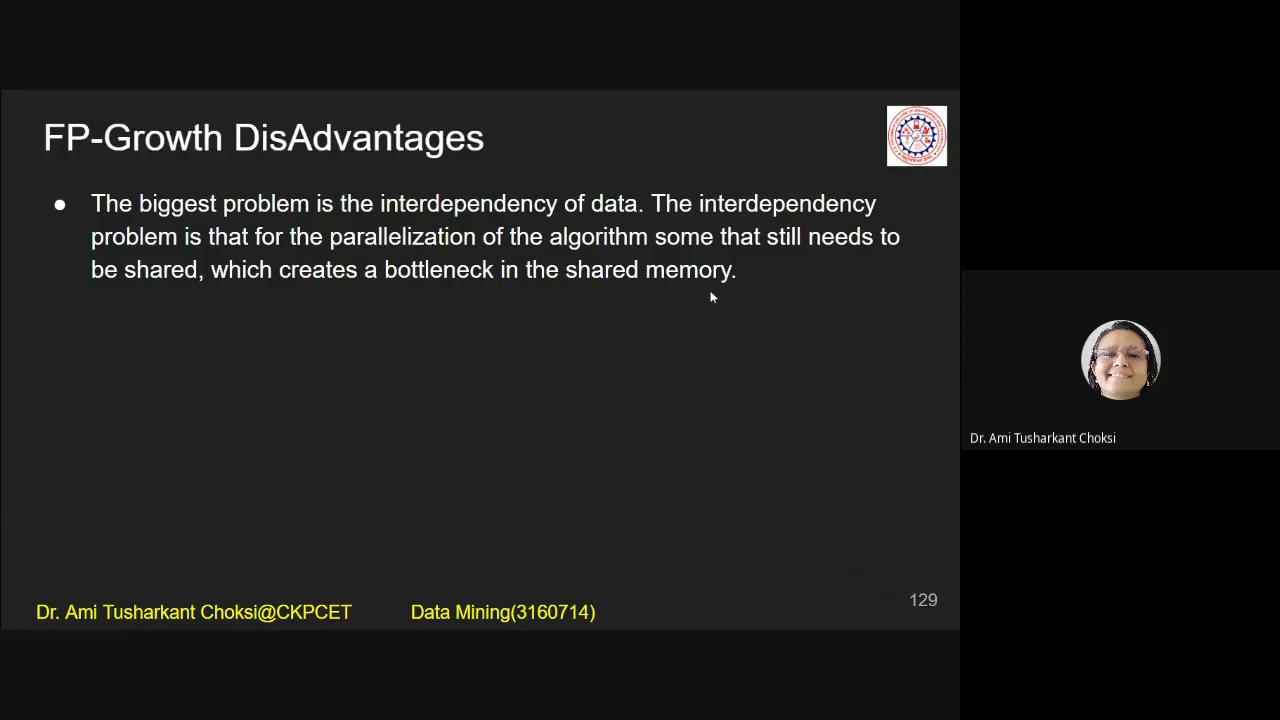 FP-Growth DisAdvantages
● The biggest problem is the interdependency of data. The interdependency
problem is that for the parallelization of the algorithm some that still needs to
be shared, which creates a bottleneck in the shared memory.
Dr. Ami Tusharkant Choksi
129
Dr. Ami Tusharkant Choksi@CKPCET Data Mining(3160714)